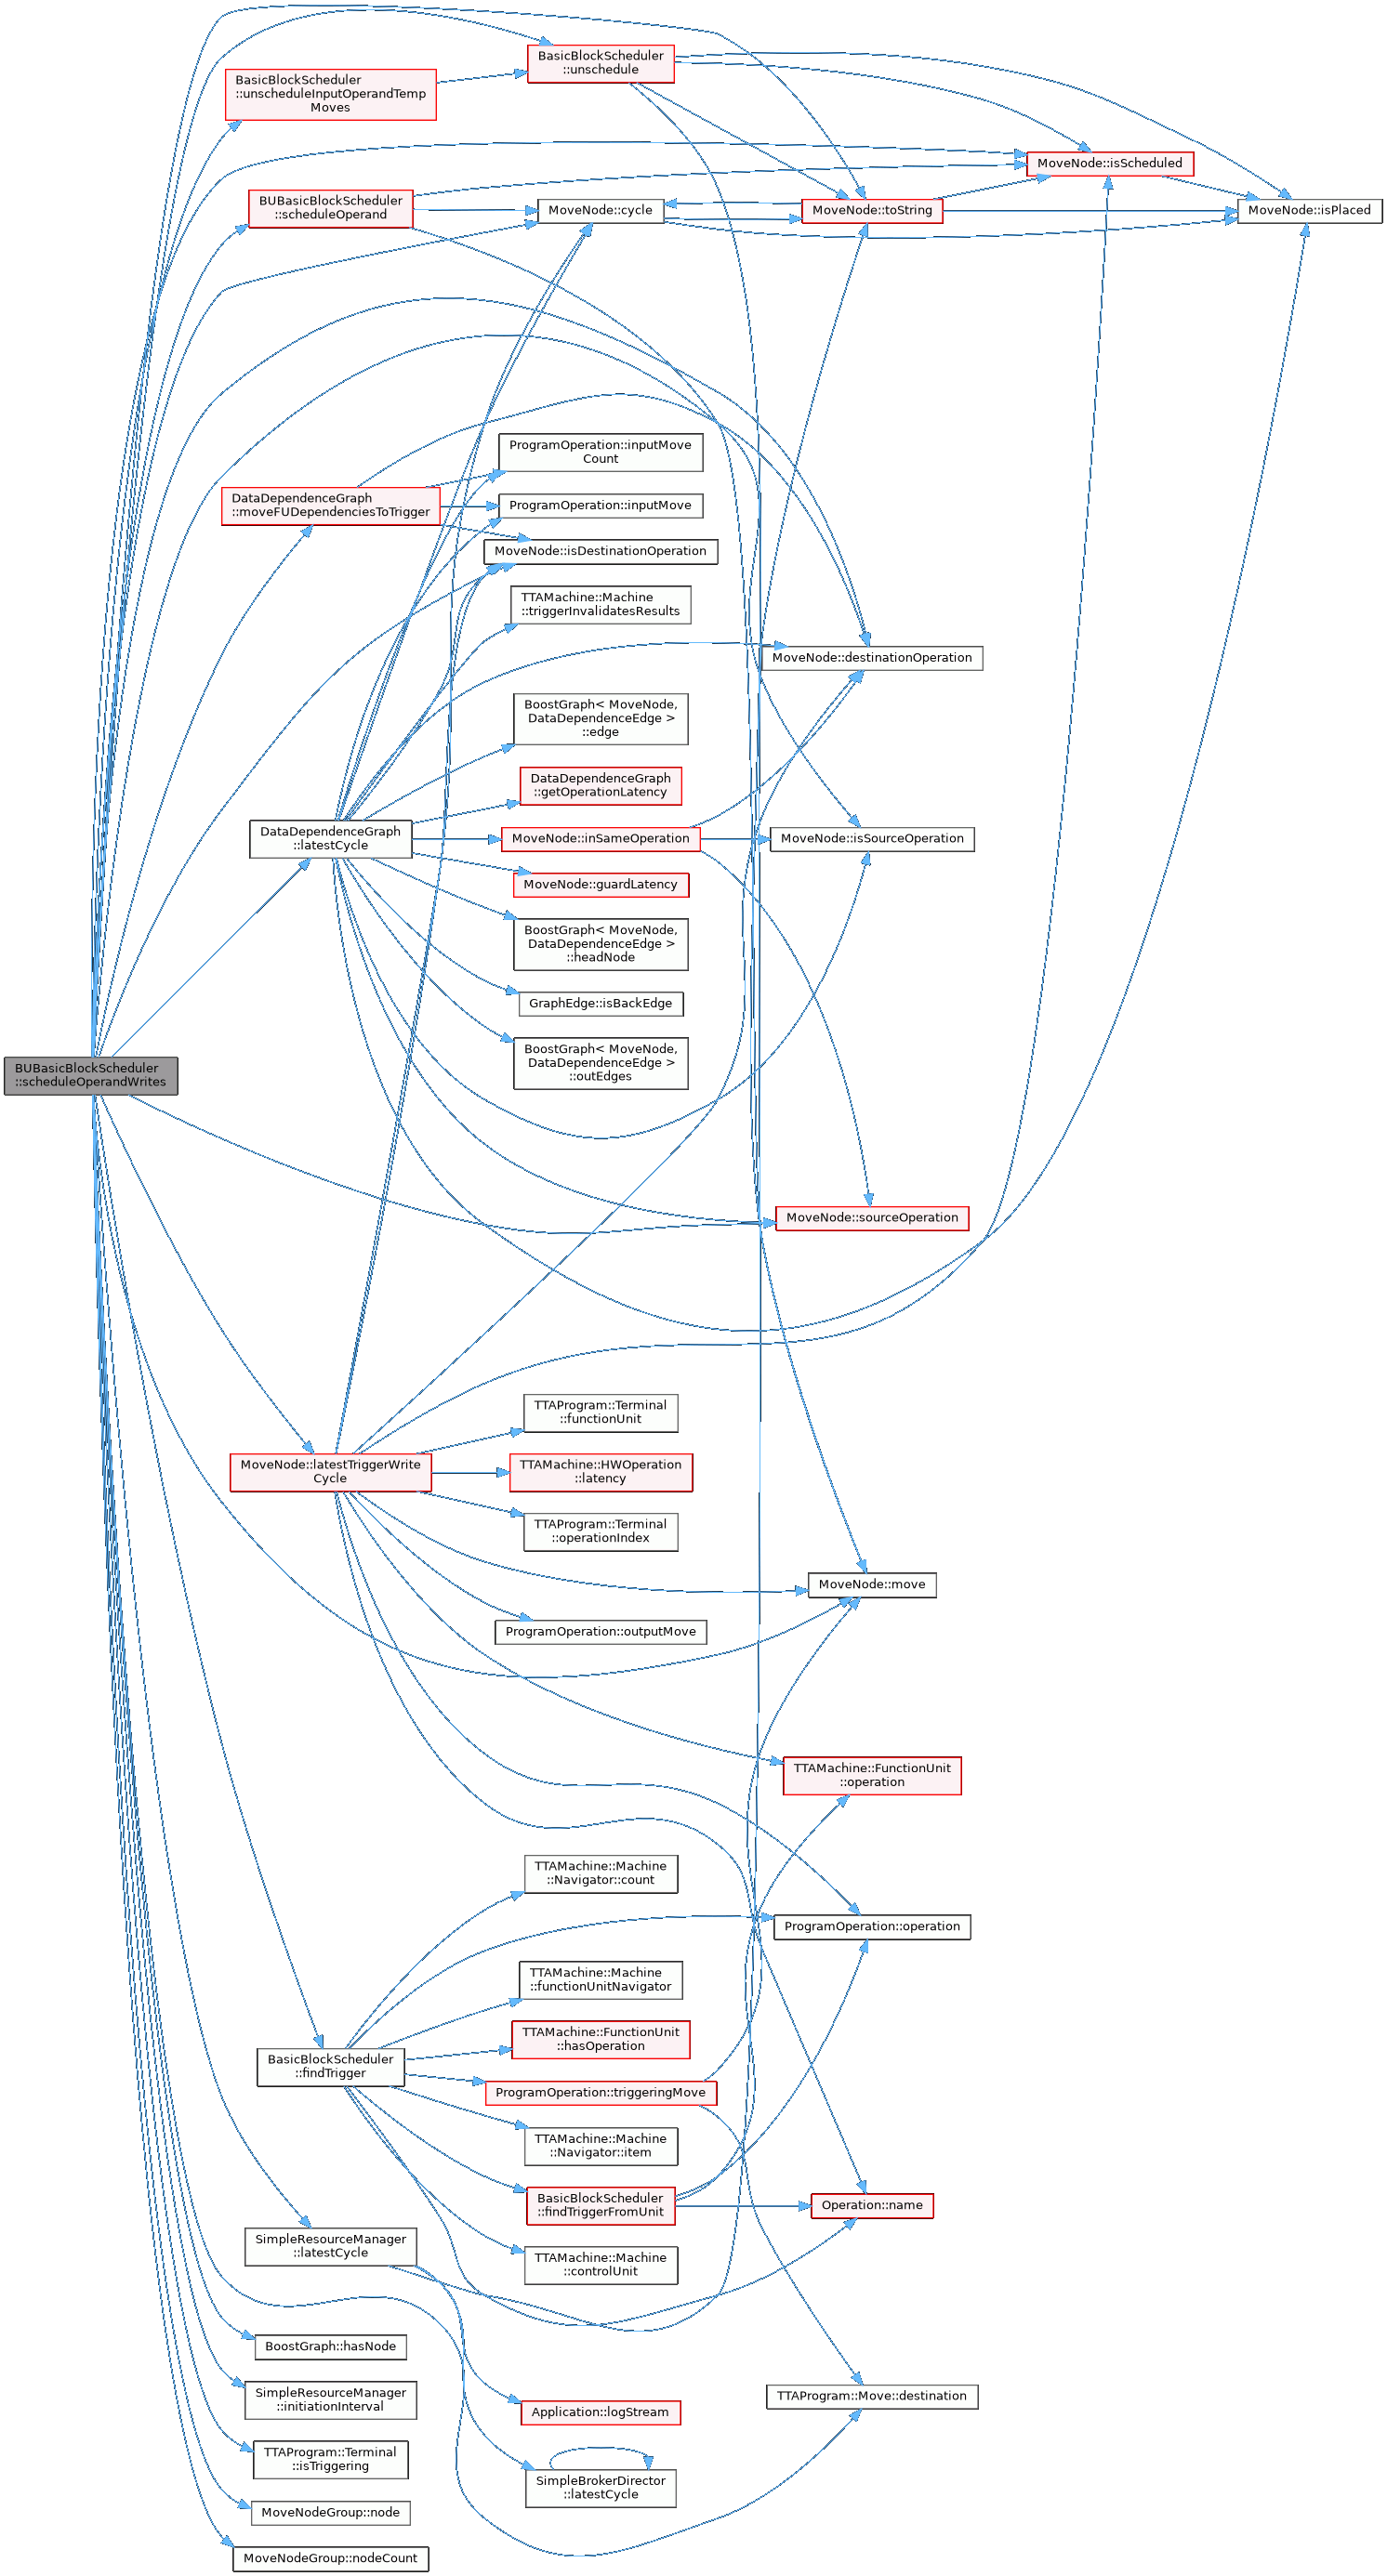 BasicBlockScheduler
::unschedule
BasicBlockScheduler
::unscheduleInputOperandTemp
Moves
MoveNode::isScheduled
BUBasicBlockScheduler
::scheduleOperand
MoveNode::cycle
MoveNode::toString
MoveNode::isPlaced
ProgramOperation::inputMove
Count
DataDependenceGraph
::moveFUDependenciesToTrigger
ProgramOperation::inputMove
MoveNode::isDestinationOperation
TTAMachine::Machine
::triggerInvalidatesResults
MoveNode::destinationOperation
BoostGraph< MoveNode,
DataDependenceEdge >
::edge
DataDependenceGraph
::getOperationLatency
DataDependenceGraph
::latestCycle
MoveNode::inSameOperation
MoveNode::isSourceOperation
MoveNode::guardLatency
BoostGraph< MoveNode,
DataDependenceEdge >
::headNode
GraphEdge::isBackEdge
BoostGraph< MoveNode,
DataDependenceEdge >
::outEdges
BUBasicBlockScheduler
::scheduleOperandWrites
MoveNode::sourceOperation
TTAProgram::Terminal
::functionUnit
MoveNode::latestTriggerWrite
Cycle
TTAMachine::HWOperation
::latency
TTAProgram::Terminal
::operationIndex
MoveNode::move
ProgramOperation::outputMove
TTAMachine::FunctionUnit
::operation
TTAMachine::Machine
::Navigator::count
ProgramOperation::operation
TTAMachine::Machine
::functionUnitNavigator
TTAMachine::FunctionUnit
::hasOperation
BasicBlockScheduler
::findTrigger
ProgramOperation::triggeringMove
TTAMachine::Machine
::Navigator::item
BasicBlockScheduler
::findTriggerFromUnit
Operation::name
SimpleResourceManager
::latestCycle
TTAMachine::Machine
::controlUnit
BoostGraph::hasNode
SimpleResourceManager
::initiationInterval
TTAProgram::Move::destination
Application::logStream
TTAProgram::Terminal
::isTriggering
SimpleBrokerDirector
::latestCycle
MoveNodeGroup::node
MoveNodeGroup::nodeCount